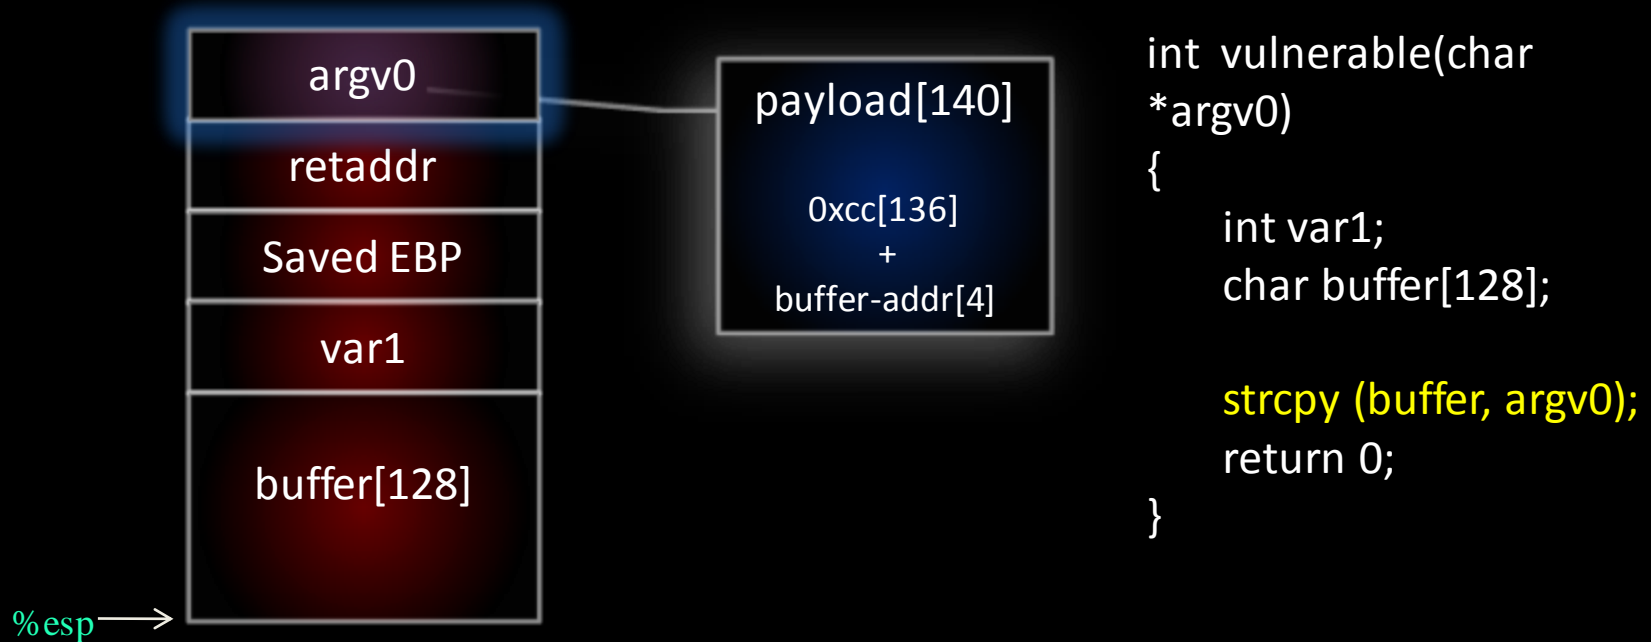 argv0
retaddr
Saved EBP
var1
buffer[128]
%esp
payload[140]
0xcc[136]
+
buffer-addr[4]
int vulnerable(char
*argv0)
{
int var1;
char buffer[128];
strcpy (buffer, argv0);
return 0;
}